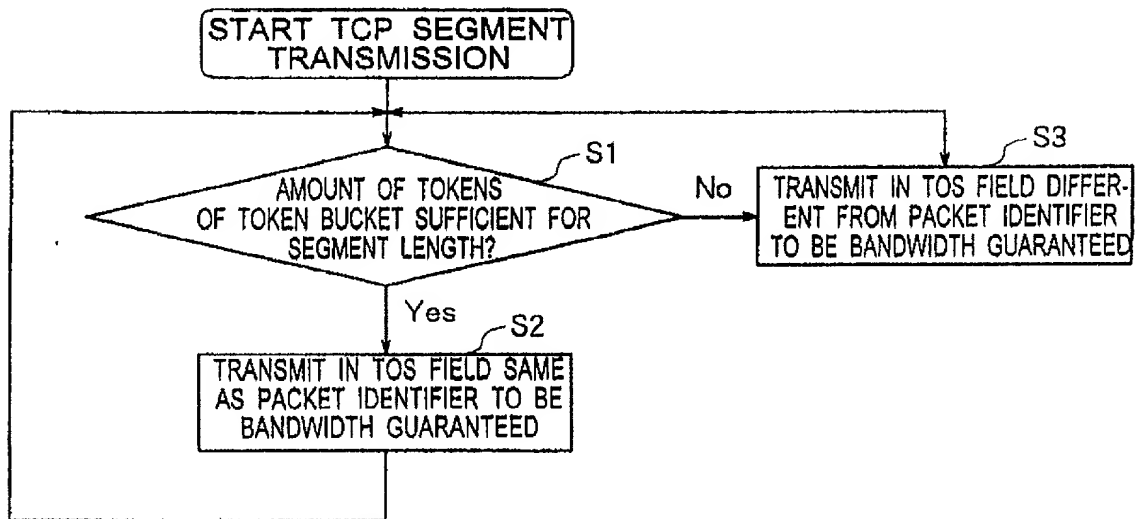 START TCP SEGMENT
TRANSMISSION
S1
AMOUNT OF TOKENS
OF TOKEN BUCKET SUFFICIENT FOR
SEGMENT LENGTH?
No
S3
TRANSMIT IN TOS FIELD DIFFER-
ENT FROM PACKET IDENTIFIER
TO BE BANDWIDTH GUARANTEED
Yes
S2
TRANSMIT IN TOS FIELD SAME
AS PACKET IDENTIFIER TO BE
BANDWIDTH GUARANTEED